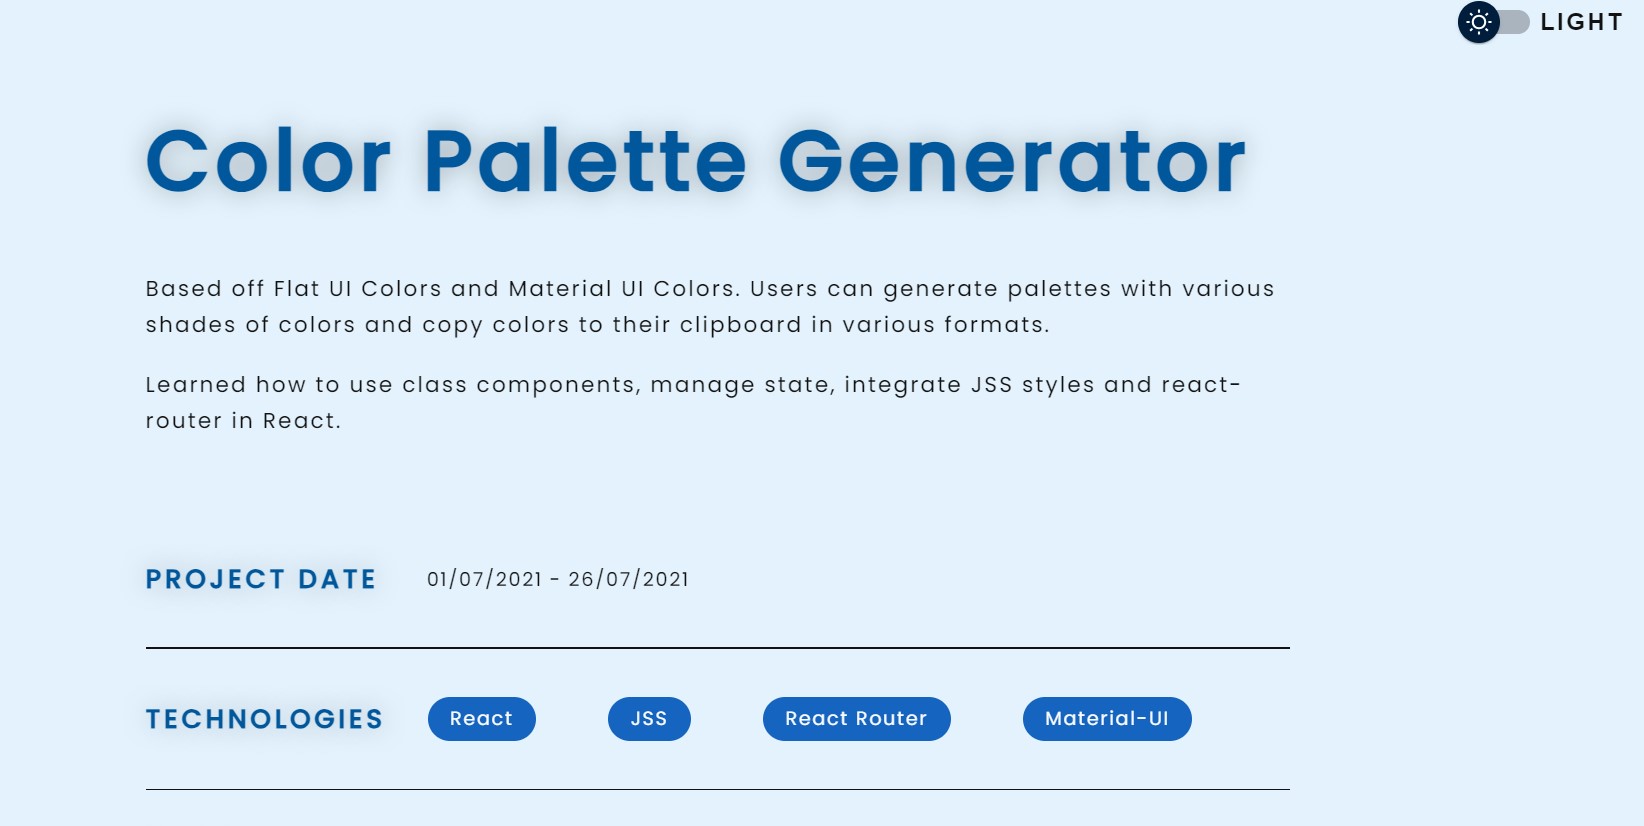 LIGHT
Color Palette Generator
Based off Flat UI Colors and Material UI Colors. Users can generate palettes with various
shades of colors and copy colors to their clipboard in various formats.
Learned how to use class components, manage state, integrate JSS styles and react-
router in React.
PROJECT DATE 01/07/2021 - 26/07/2021
TECHNOLOGIES React JSS React Router Material-UI